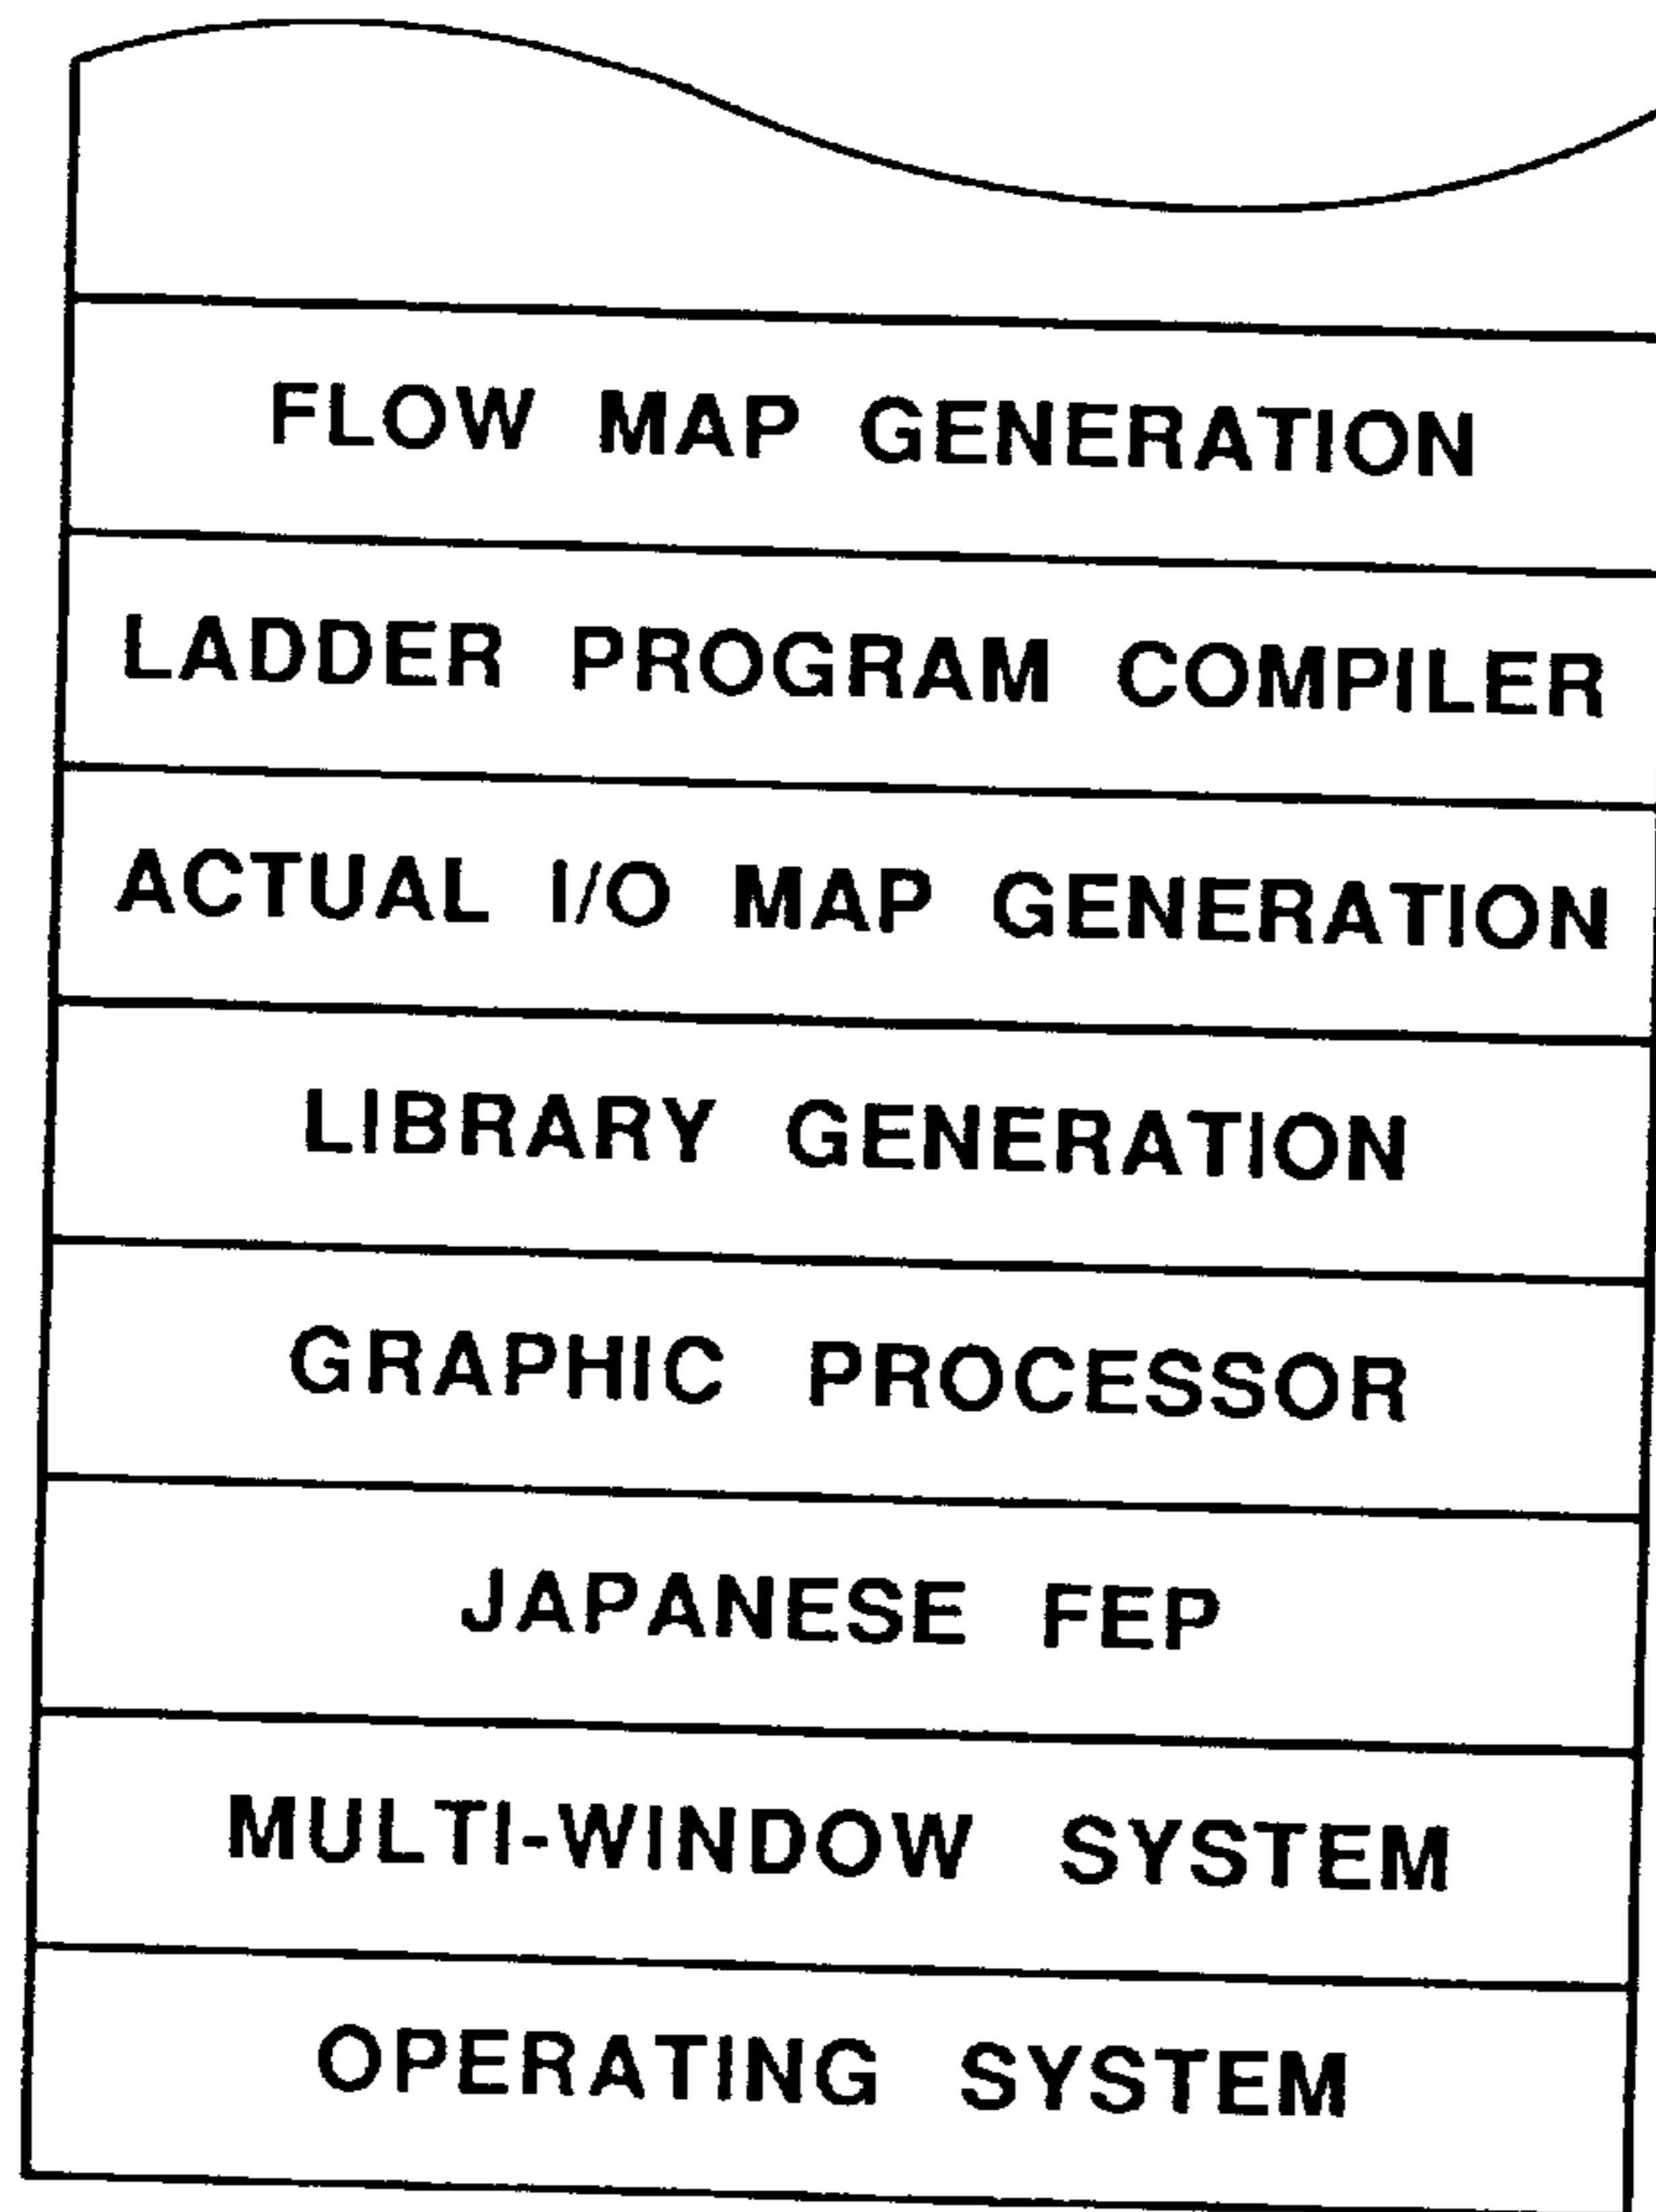 FLOW MAP GENERATION
LADDER PROGRAM COMPILER
ACTUAL I/O MAP GENERATION
LIBRARY GENERATION
GRAPHIC PROCESSOR
JAPANESE FEP
MULTI-WINDOW SYSTEM
OPERATING SYSTEM